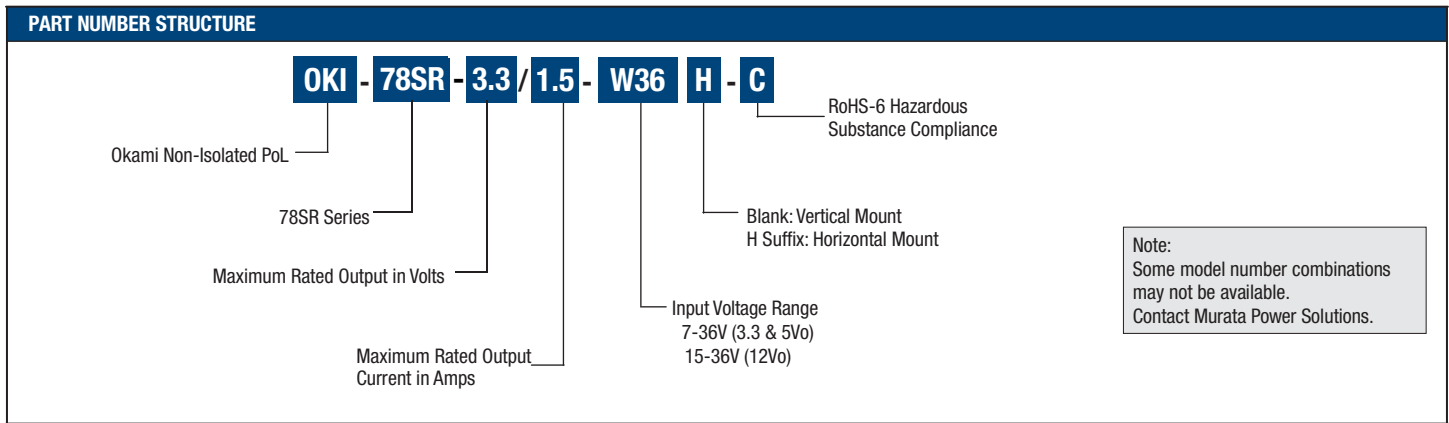 PART NUMBER STRUCTURE
OKI - 78SR - 3.3 / 1.5 - W36 H - C
RoHS-6 Hazardous
Substance Compliance
Okami Non-Isolated PoL
78SR Series
Blank: Vertical Mount
H Suffix: Horizontal Mount
Maximum Rated Output in Volts
Input Voltage Range
7-36V (3.3 & 5Vo)
15-36V (12Vo)
Maximum Rated Output
Current in Amps
Note:
Some model number combinations
may not be available.
Contact Murata Power Solutions.